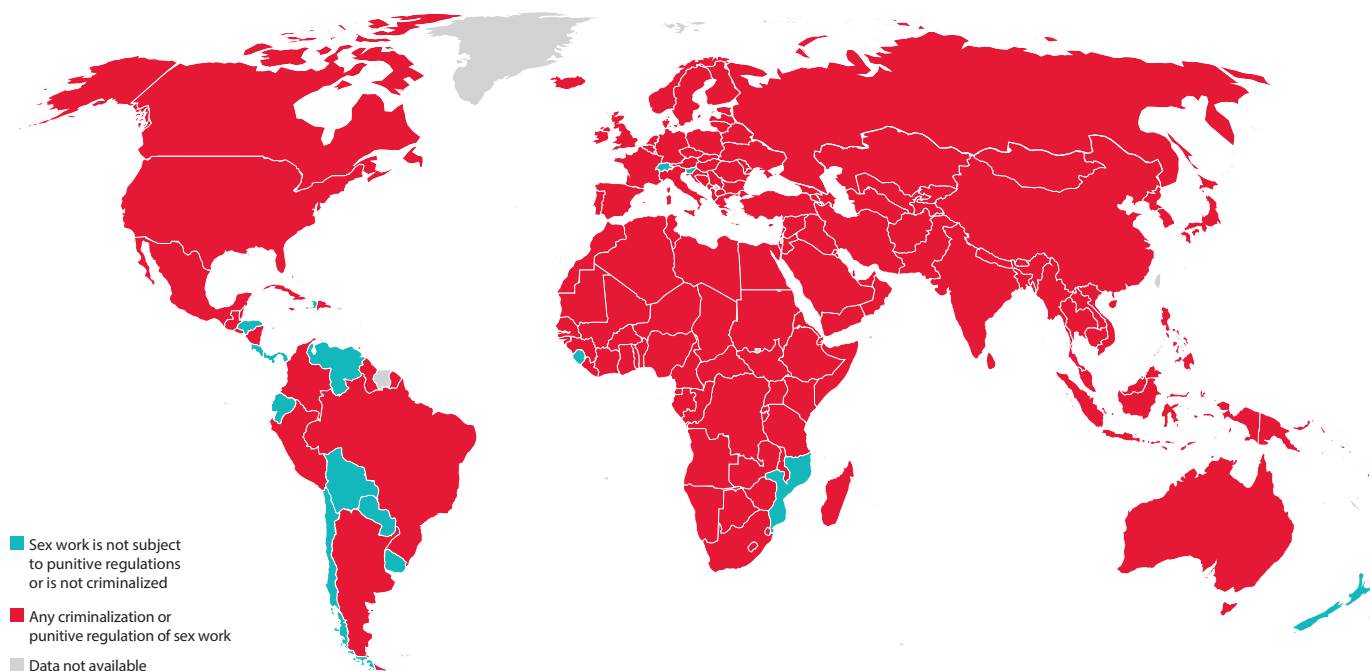 Sex work is not subject
to punitive regulations
or is not criminalized
Any criminalization or
punitive regulation of sex work
Data not available